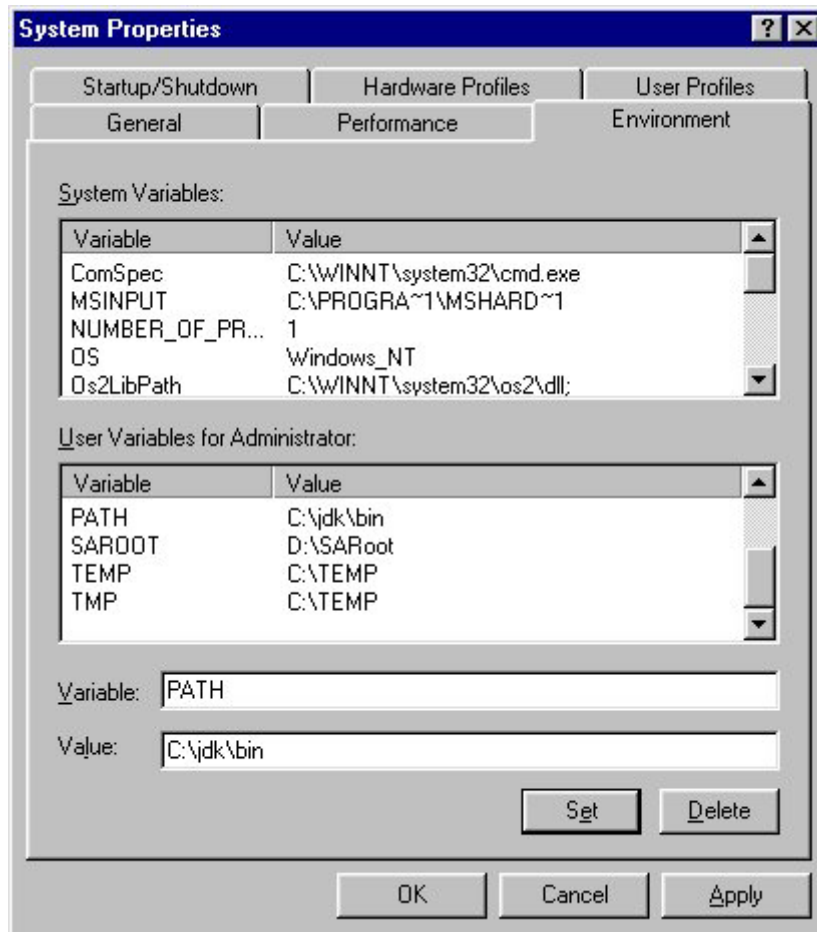 System Properties
Startup/Shutdown Hardware Profiles User Profiles
General Performance Environment
System Variables:
Variable Value
ComSpec C:\WINNT\system32\cmd.exe
MSINPUT C:\PROGRA~1\MSHARD~1
NUMBER_OF_PR... 1
OS Windows_NT
Os2LibPath C:\WINNT\system32\os2\dll;
User Variables for Administrator:
Variable Value
PATH C:\jdk\bin
SAROOT D:\SARoot
TEMP C:\TEMP
TMP C:\TEMP
Variable: PATH
Value: C:\jdk\bin
Set Delete
OK Cancel Apply